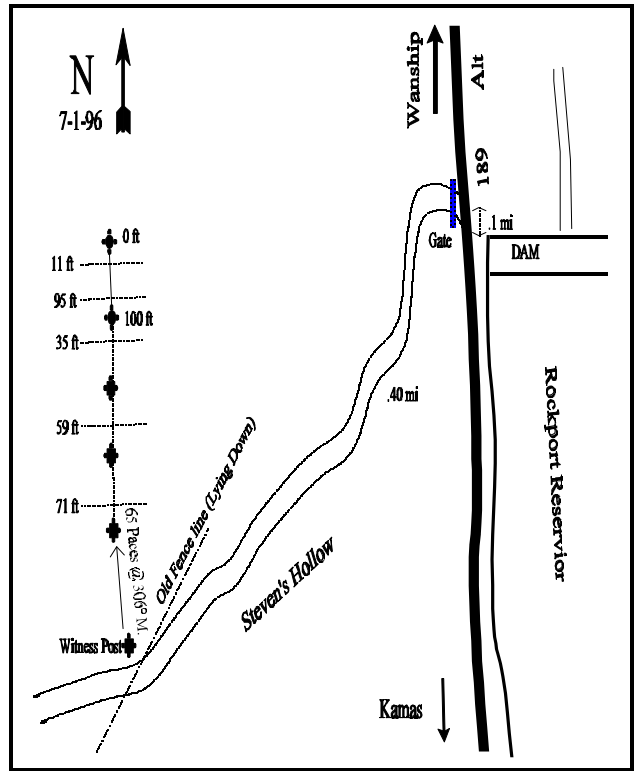 N
7-1-96
Wanship
Alt
189
.1 mi
Gate
DAM
0 ft
11 ft
95 ft
100 ft
35 ft
59 ft
71 ft
.40 mi
Rockport Reservior
Old Fence line (Lying Down)
65 Paces @ 306° M.
Steven's Hollow
Witness Post
Kamas